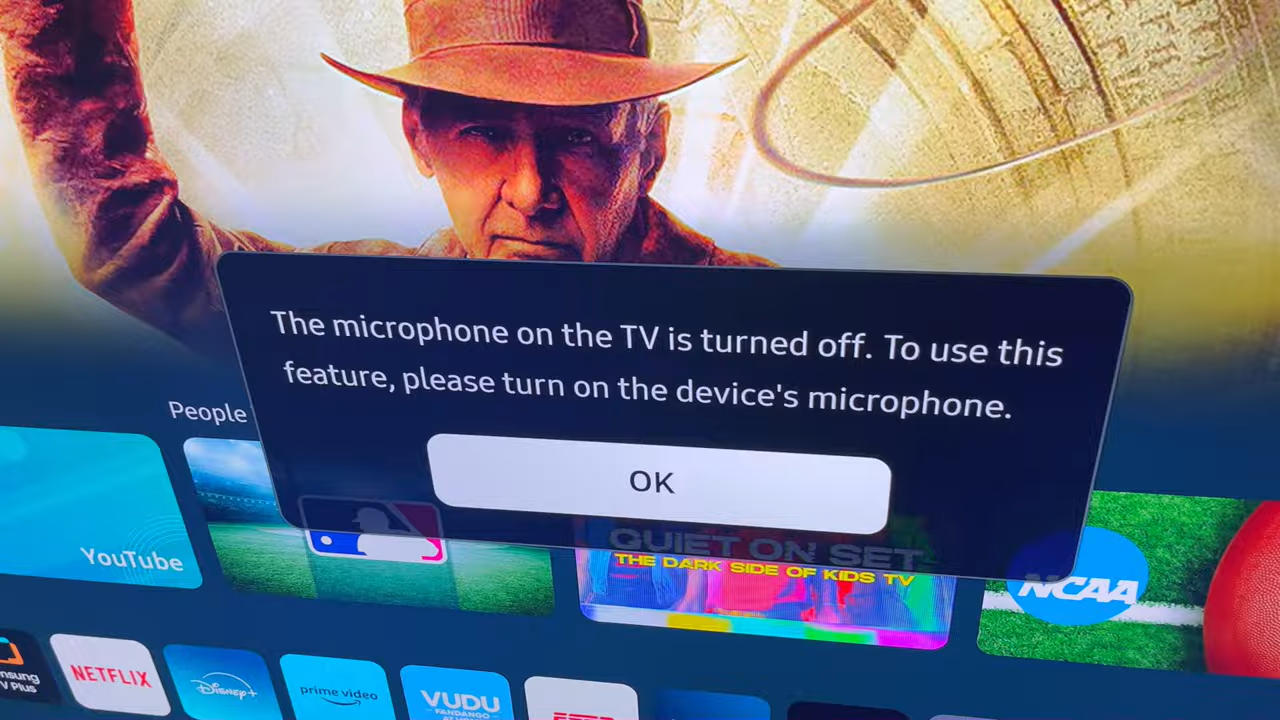 The microphone on the TV is turned off. To use this
feature, please turn on the device's microphone.
OK
People
YouTube
QUIET ON SET
THE DARK SIDE OF KIDS TV
NCAA
NETFLIX
Disney+
prime video
VUDU
FANDANGO